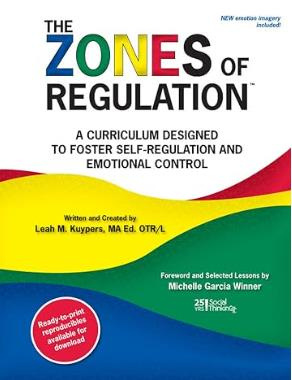 NEW emotion imagery
included!
THE
ZONES OF
REGULATION™
A CURRICULUM DESIGNED
TO FOSTER SELF-REGULATION AND
EMOTIONAL CONTROL
Written and Created by
Leah M. Kuypers, MA Ed. OTR/L
Foreword and Selected Lessons by
Michelle Garcia Winner
25 YRS Social
Thinking
Ready-to-print
reproducibles
available for
download